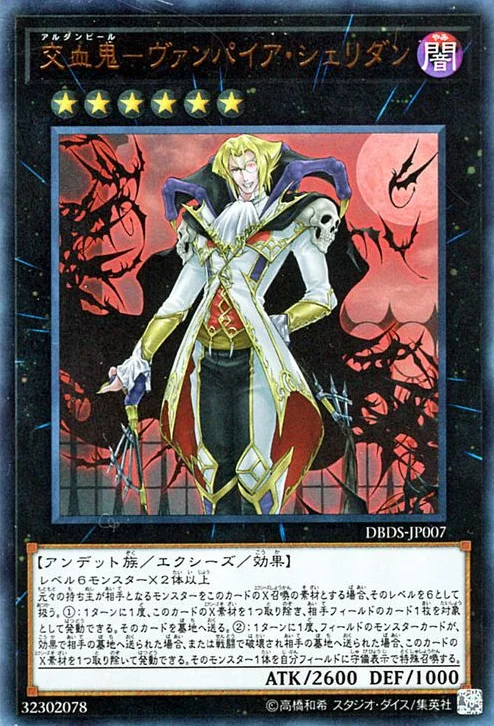 アルダンピール
交血鬼-ヴァンパイア・シェリダン
やみ
闇
DBDS-JP007
【アンデット族／エクシーズ／効果】
レベル6モンスター×2体以上
元々の持ち主が相手となるモンスターをこのカードのX召喚の素材とする場合、そのレベルを6として
扱う。①：1ターンに1度、このカードのX素材を1つ取り除き、相手フィールドのカード1枚を対象
として発動できる。そのカードを墓地へ送る。②：1ターンに1度、相手フィールドのモンスターカードが、
効果で相手の墓地へ送られた場合、または戦闘で破壊され相手の墓地へ送られた場合、このカードの
X素材を1つ取り除いて発動できる。そのモンスター1体を自分フィールドに守備表示で特殊召喚する。
ATK/2600 DEF/1000
32302078
©高橋和希 スタジオ・ダイス/集英社